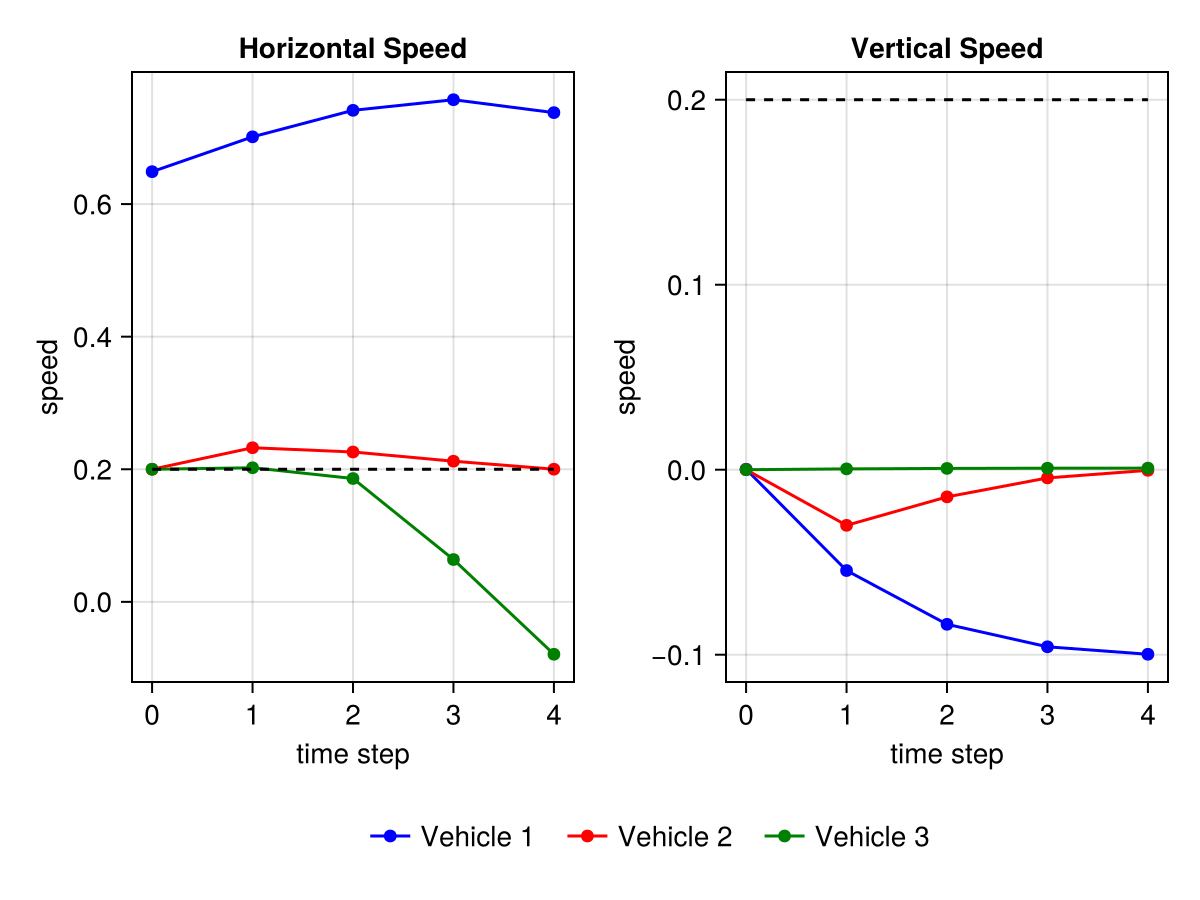 Horizontal Speed
speed
0.6
0.4
0.2
0.0
0 1 2 3 4
time step
Vertical Speed
speed
0.2
0.1
0.0
−0.1
0 1 2 3 4
time step
Vehicle 1 Vehicle 2 Vehicle 3